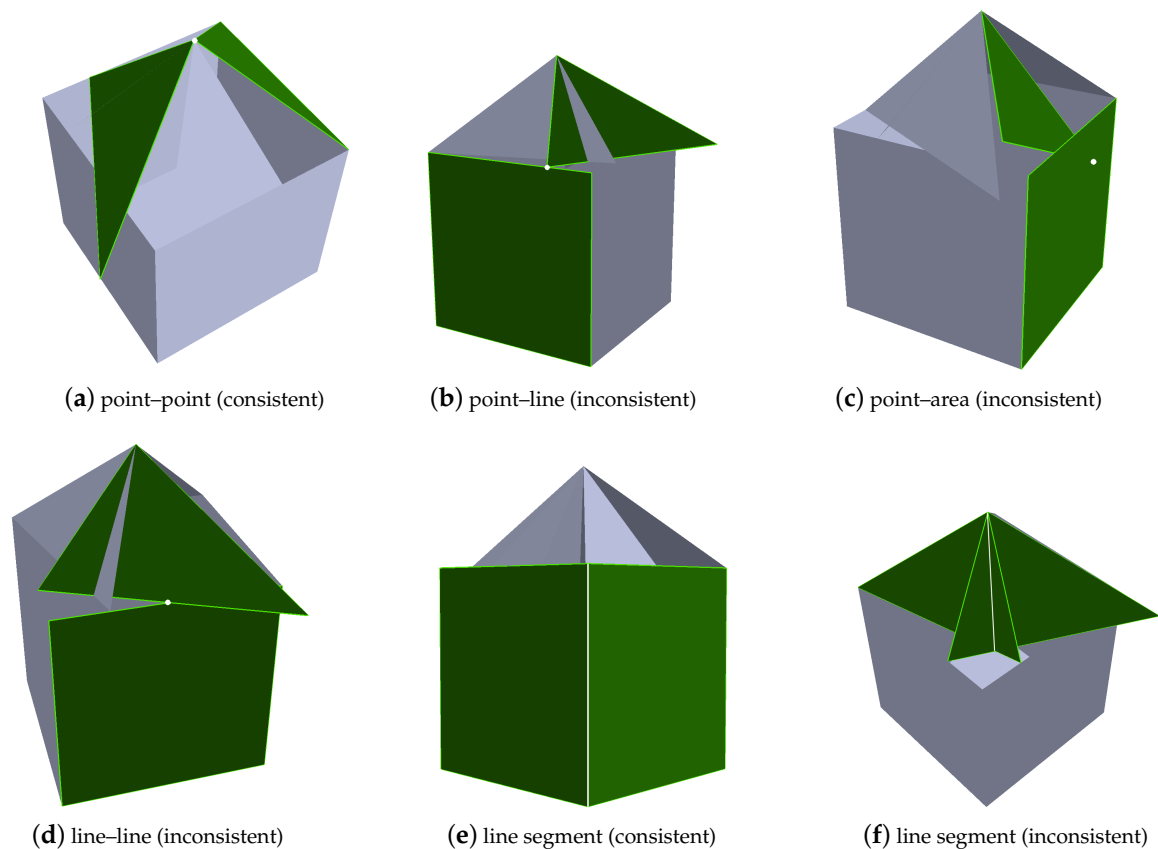 (a) point–point (consistent)
(b) point–line (inconsistent)
(c) point–area (inconsistent)
(d) line–line (inconsistent)
(e) line segment (consistent)
(f) line segment (inconsistent)